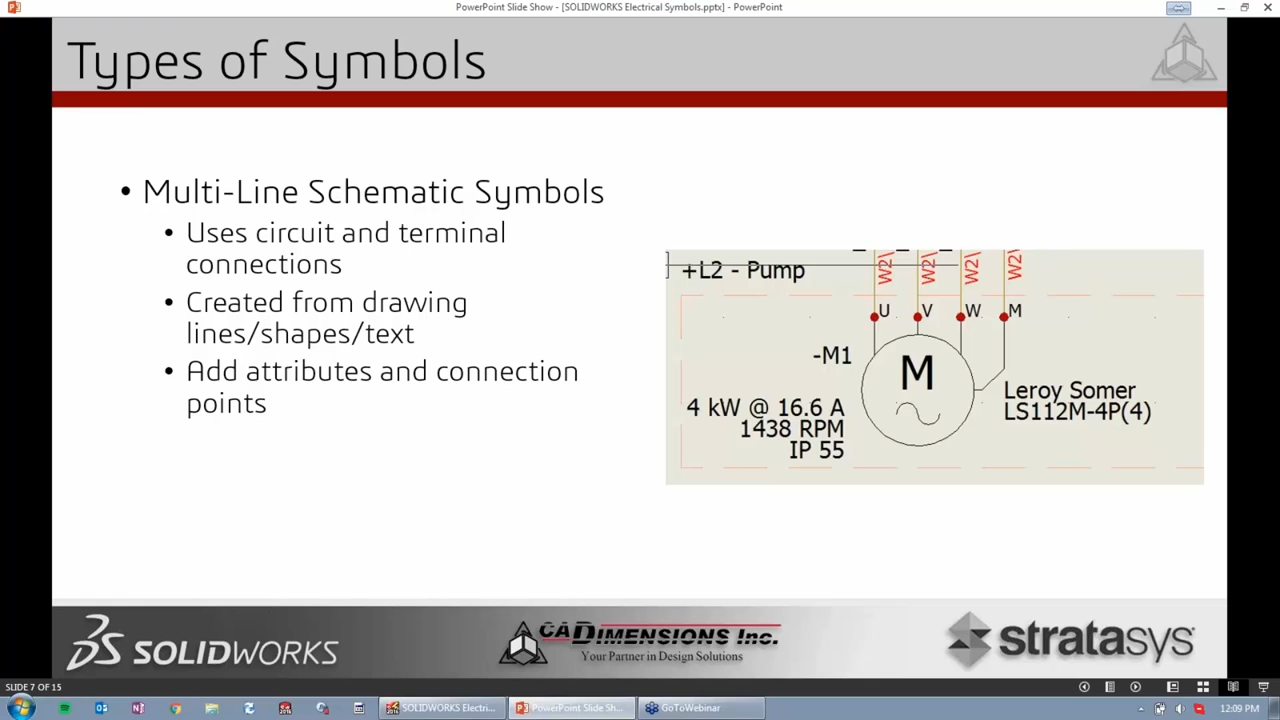 PowerPoint Slide Show - [SOLIDWORKS Electrical Symbols.pptx] - PowerPoint
Types of Symbols
• Multi-Line Schematic Symbols
• Uses circuit and terminal
connections
• Created from drawing
lines/shapes/text
• Add attributes and connection
points
+L2 - Pump
W2\ W2\ W2\ W2\
U V W M
-M1
M
4 kW @ 16.6 A
1438 RPM
IP 55
Leroy Somer
LS112M-4P(4)
SOLIDWORKS
CADIMENSIONS Inc.
Your Partner in Design Solutions
stratasys
SLIDE 7 OF 15
SOLIDWORKS Electri...
PowerPoint Slide Sh...
GoToWebinar
12:09 PM